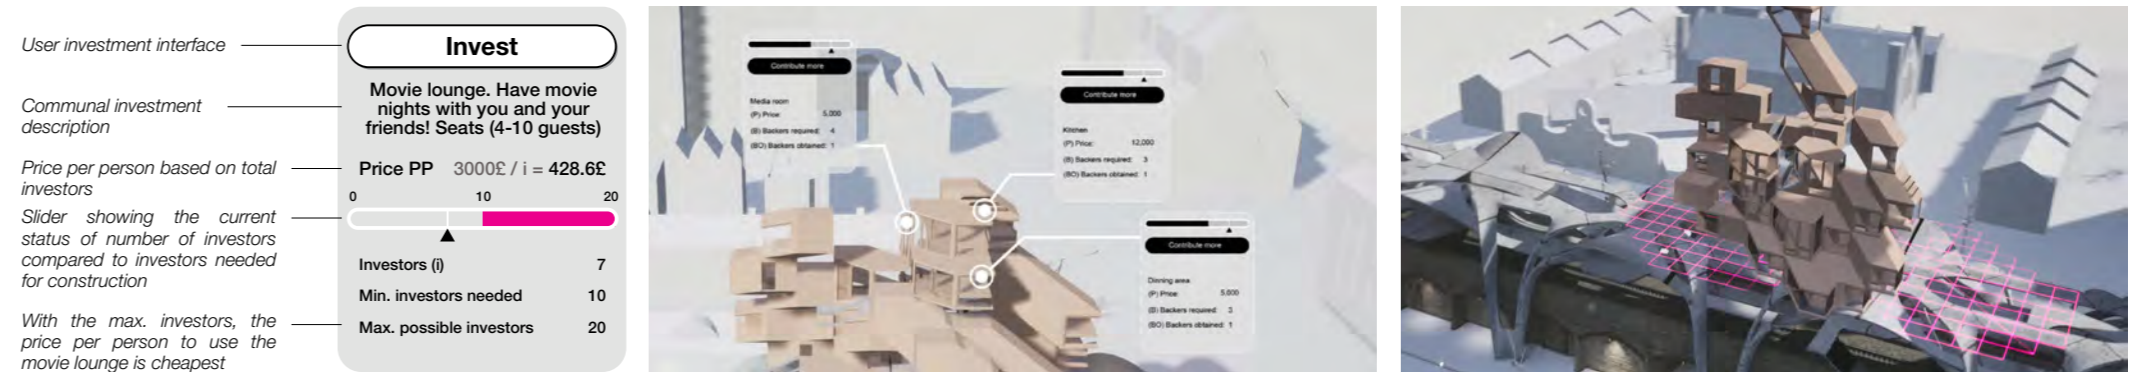 User investment interface
Communal investment
description
Price per person based on total
investors
Slider showing the current
status of number of investors
compared to investors needed
for construction
With the max. investors, the
price per person to use the
movie lounge is cheapest
Invest
Movie lounge. Have movie
nights with you and your
friends! Seats (4-10 guests)
Price PP 3000£ / i = 428.6£
0 10 20
Investors (i) 7
Min. investors needed 10
Max. possible investors 20
Contribute more
Media room
(P) Price: 5,000
(B) Backers required: 4
(BO) Backers obtained: 1
Contribute more
Kitchen
(P) Price: 12,000
(B) Backers required: 3
(BO) Backers obtained: 1
Contribute more
Dinning area
(P) Price: 5,000
(B) Backers required: 3
(BO) Backers obtained: 1